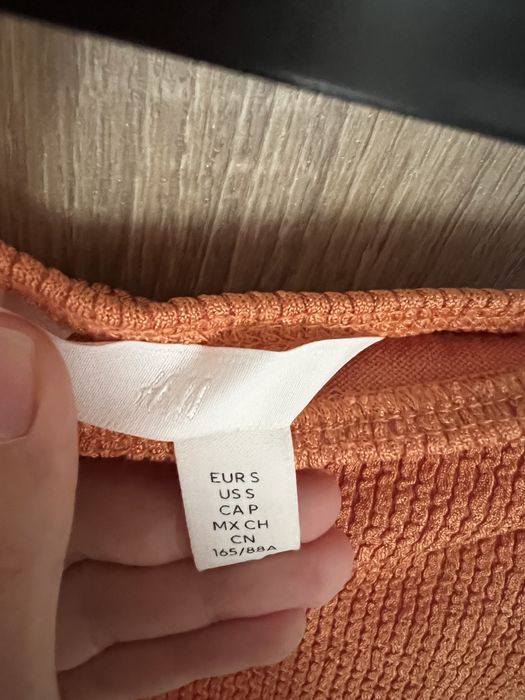 H&M
EUR S
US S
CA P
MX CH
CN
165/88A